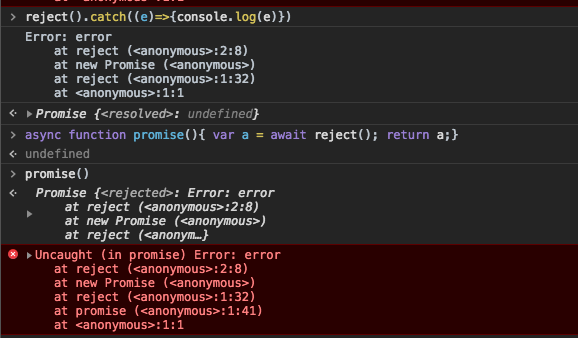 reject().catch((e)=>{console.log(e)})
Error: error
at reject (<anonymous>:2:8)
at new Promise (<anonymous>)
at reject (<anonymous>:1:32)
at <anonymous>:1:1
Promise {<resolved>: undefined}
async function promise(){ var a = await reject(); return a;}
undefined
promise()
Promise {<rejected>: Error: error
at reject (<anonymous>:2:8)
at new Promise (<anonymous>)
at reject (<anonym…}
Uncaught (in promise) Error: error
at reject (<anonymous>:2:8)
at new Promise (<anonymous>)
at reject (<anonymous>:1:32)
at promise (<anonymous>:1:41)
at <anonymous>:1:1